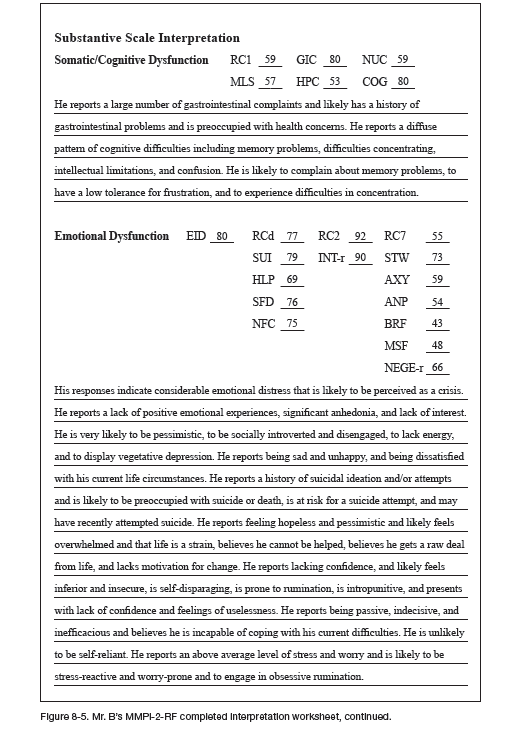 Substantive Scale Interpretation
Somatic/Cognitive Dysfunction RC1 59 GIC 80 NUC 59
MLS 57 HPC 53 COG 80
He reports a large number of gastrointestinal complaints and likely has a history of
gastrointestinal problems and is preoccupied with health concerns. He reports a diffuse
pattern of cognitive difficulties including memory problems, difficulties concentrating,
intellectual limitations, and confusion. He is likely to complain about memory problems, to
have a low tolerance for frustration, and to experience difficulties in concentration.
Emotional Dysfunction EID 80 RCd 77 RC2 92 RC7 55
SUI 79 INT-r 90 STW 73
HLP 69 AXY 59
SFD 76 ANP 54
NFC 75 BRF 43
MSF 48
NEGE-r 66
His responses indicate considerable emotional distress that is likely to be perceived as a crisis.
He reports a lack of positive emotional experiences, significant anhedonia, and lack of interest.
He is very likely to be pessimistic, to be socially introverted and disengaged, to lack energy,
and to display vegetative depression. He reports being sad and unhappy, and being dissatisfied
with his current life circumstances. He reports a history of suicidal ideation and/or attempts
and is likely to be preoccupied with suicide or death, is at risk for a suicide attempt, and may
have recently attempted suicide. He reports feeling hopeless and pessimistic and likely feels
overwhelmed and that life is a strain, believes he cannot be helped, believes he gets a raw deal
from life, and lacks motivation for change. He reports lacking confidence, and likely feels
inferior and insecure, is self-disparaging, is prone to rumination, is intropunitive, and presents
with lack of confidence and feelings of uselessness. He reports being passive, indecisive, and
inefficacious and believes he is incapable of coping with his current difficulties. He is unlikely
to be self-reliant. He reports an above average level of stress and worry and is likely to be
stress-reactive and worry-prone and to engage in obsessive rumination.
Figure 8-5. Mr. B's MMPI-2-RF completed interpretation worksheet, continued.